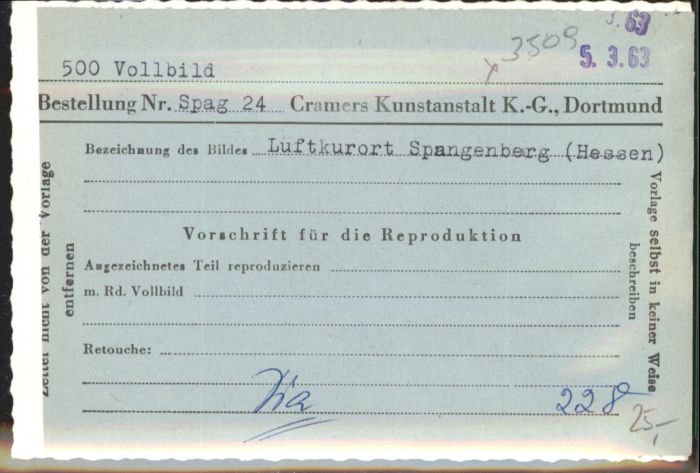 3.63
3509
5. 3.63
500 Vollbild
Bestellung Nr. Spag 24 Cramers Kunstanstalt K.-G., Dortmund
Bezeichnung des Bildes Luftkurort Spangenberg (Hessen)
Vorschrift für die Reproduktion
Angezeichnetes Teil reproduzieren
m. Rd. Vollbild
Retouche:
228
25,-
Zettel nicht von der Vorlage
entfernen
Vorlage selbst in keiner Weise
beschreiben